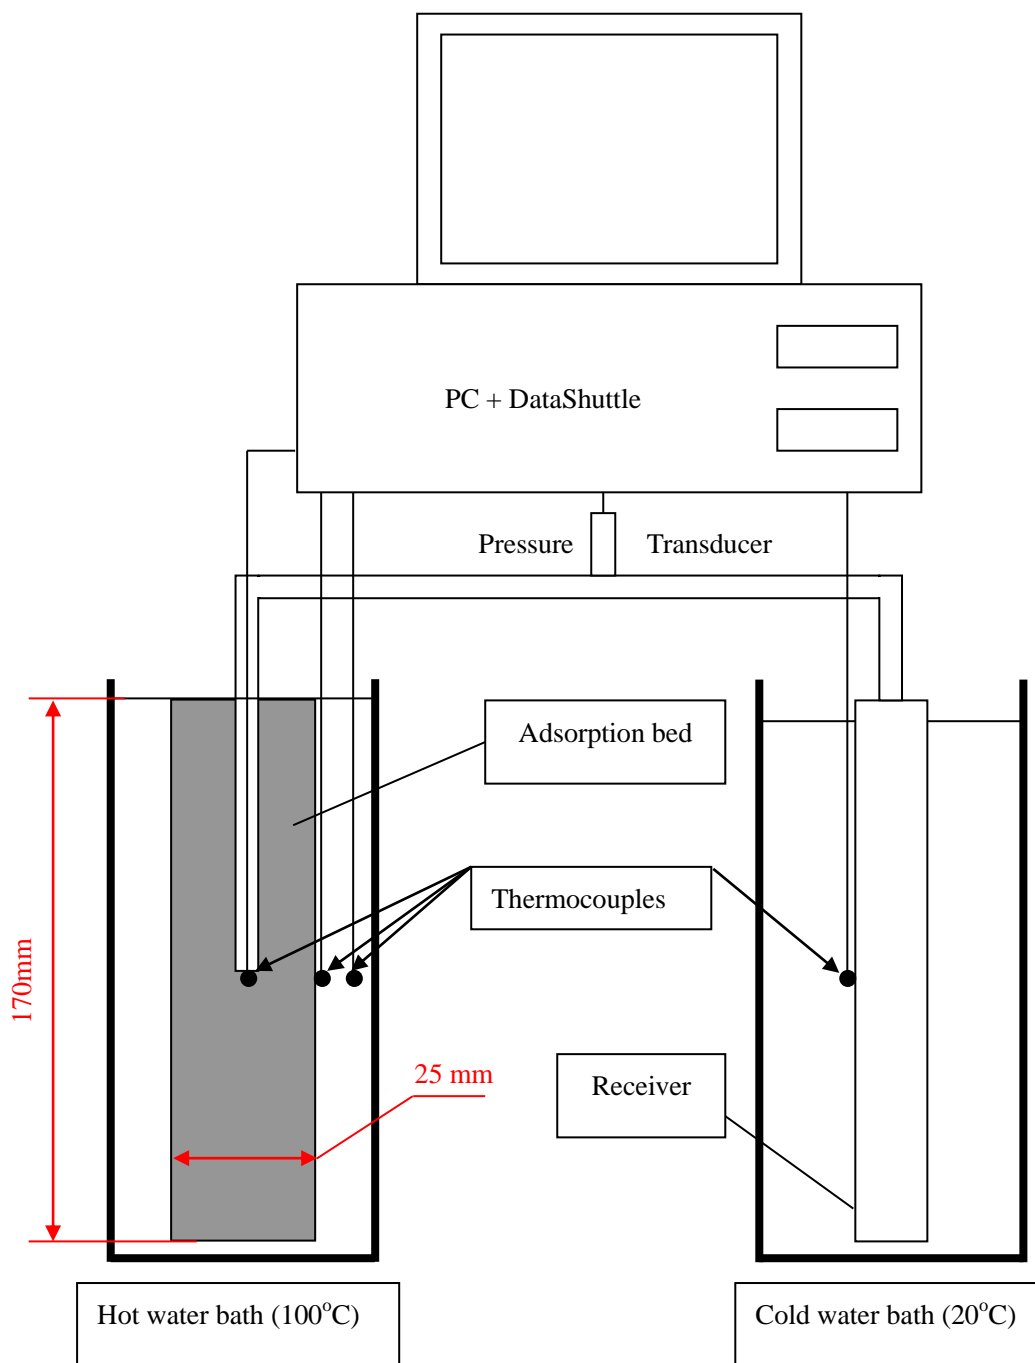 PC + DataShuttle
Pressure Transducer
Adsorption bed
Thermocouples
170mm
25 mm
Receiver
Hot water bath (100°C)
Cold water bath (20°C)